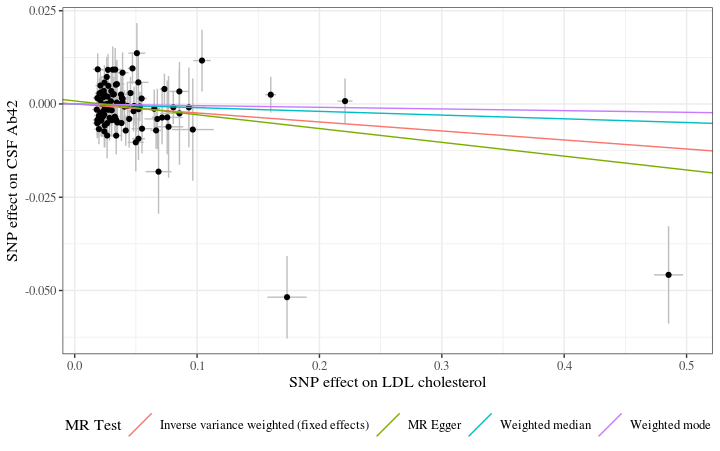 0.025
0.000
-0.025
-0.050
SNP effect on CSF Ab42
0.0 0.1 0.2 0.3 0.4 0.5
SNP effect on LDL cholesterol
MR Test Inverse variance weighted (fixed effects) MR Egger Weighted median Weighted mode